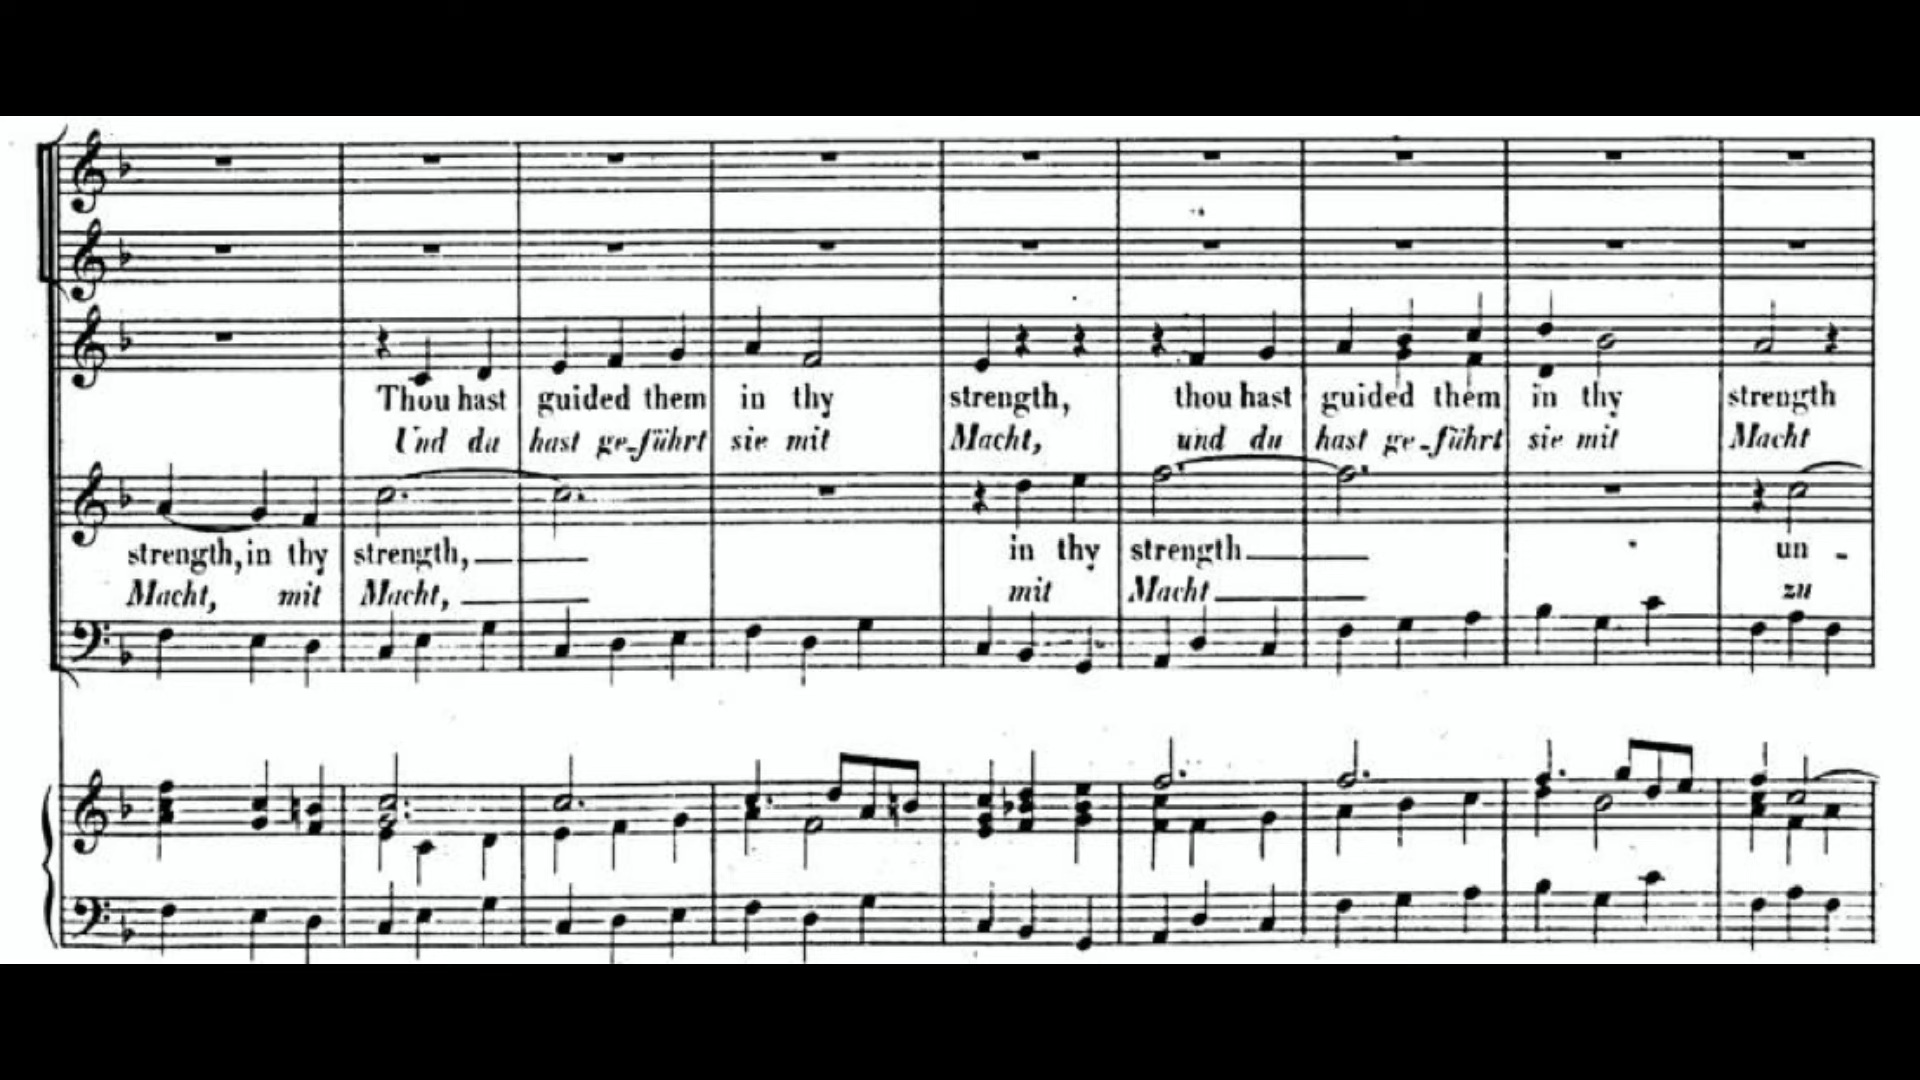 Thou hast guided them in thy strength, thou hast guided them in thy strength
Und du hast ge-führt sie mit Macht, und du hast ge-führt sie mit Macht
strength, in thy strength, in thy strength un-
Macht, mit Macht, mit Macht zu